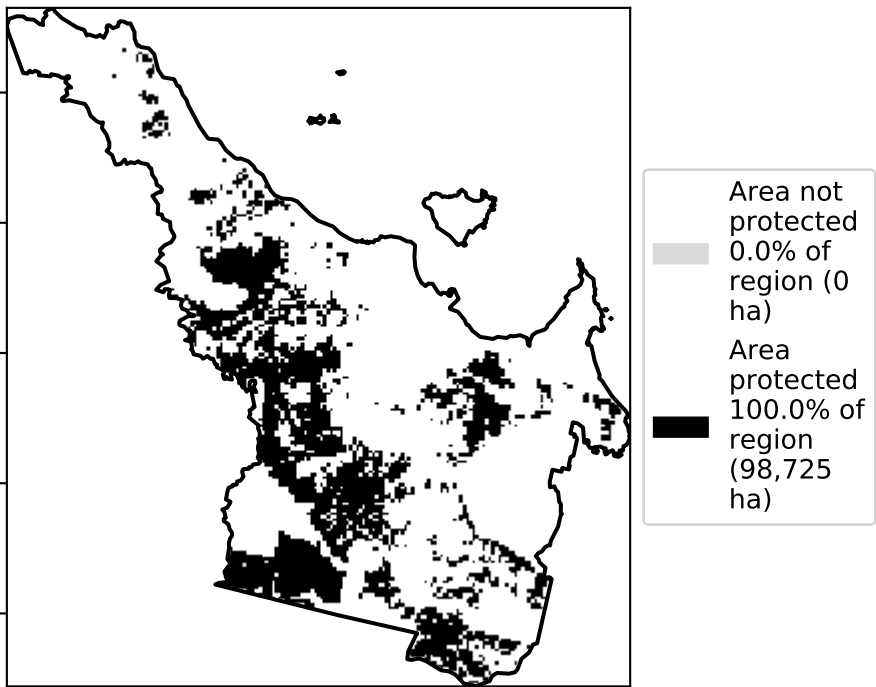 Area not
protected
0.0% of
region (0
ha)
Area
protected
100.0% of
region
(98,725
ha)